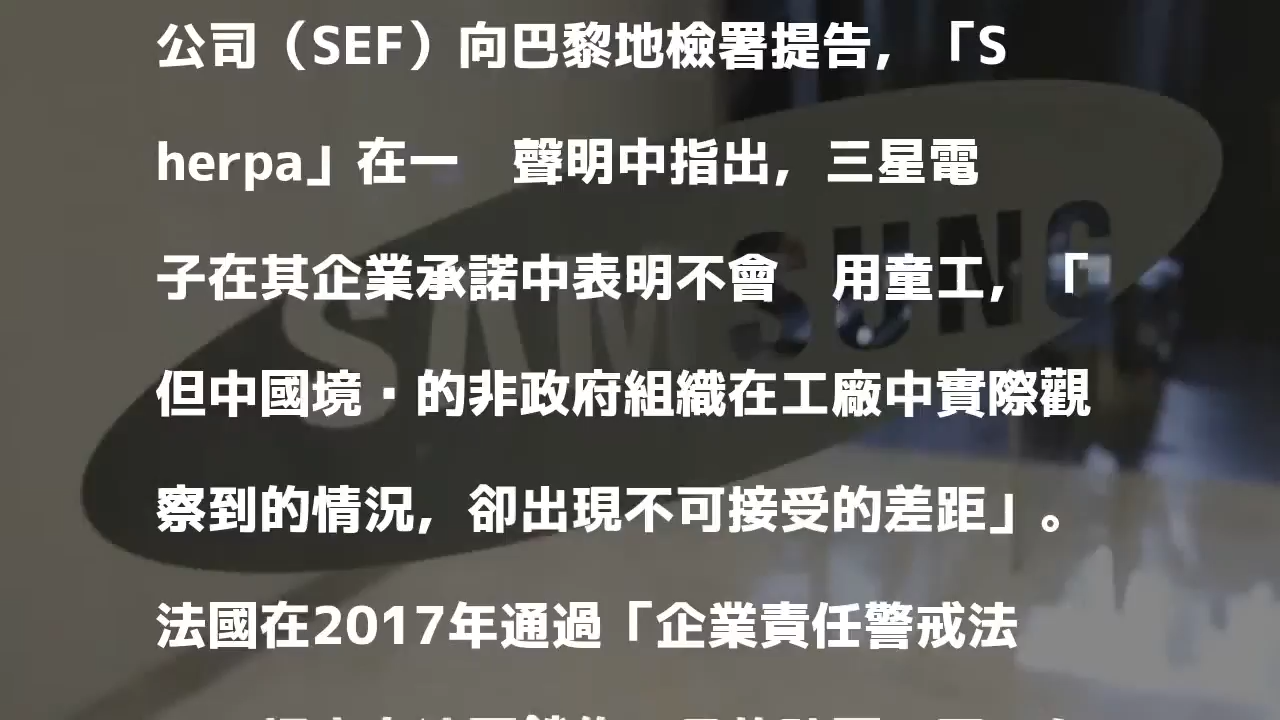 公司（SEF）向巴黎地檢署提告，「S
herpa」在一　聲明中指出，三星電
子在其企業承諾中表明不會　用童工，「
但中國境·的非政府組織在工廠中實際觀
察到的情況，卻出現不可接受的差距」。
法國在2017年通過「企業責任警戒法
SAMSUNG